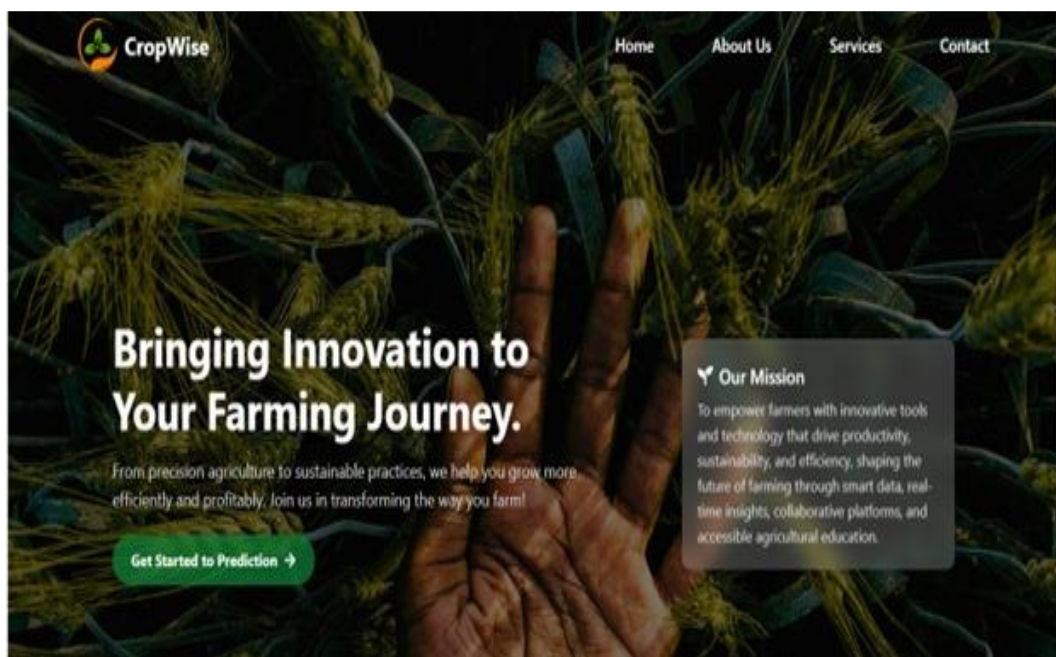 CropWise
Home About Us Services Contact
Bringing Innovation to
Your Farming Journey.
From precision agriculture to sustainable practices, we help you grow more
efficiently and profitably. Join us in transforming the way you farm!
Get Started to Prediction →
Our Mission
To empower farmers with innovative tools
and technology that drive productivity,
sustainability, and efficiency, shaping the
future of farming through smart data, real-
time insights, collaborative platforms, and
accessible agricultural education.